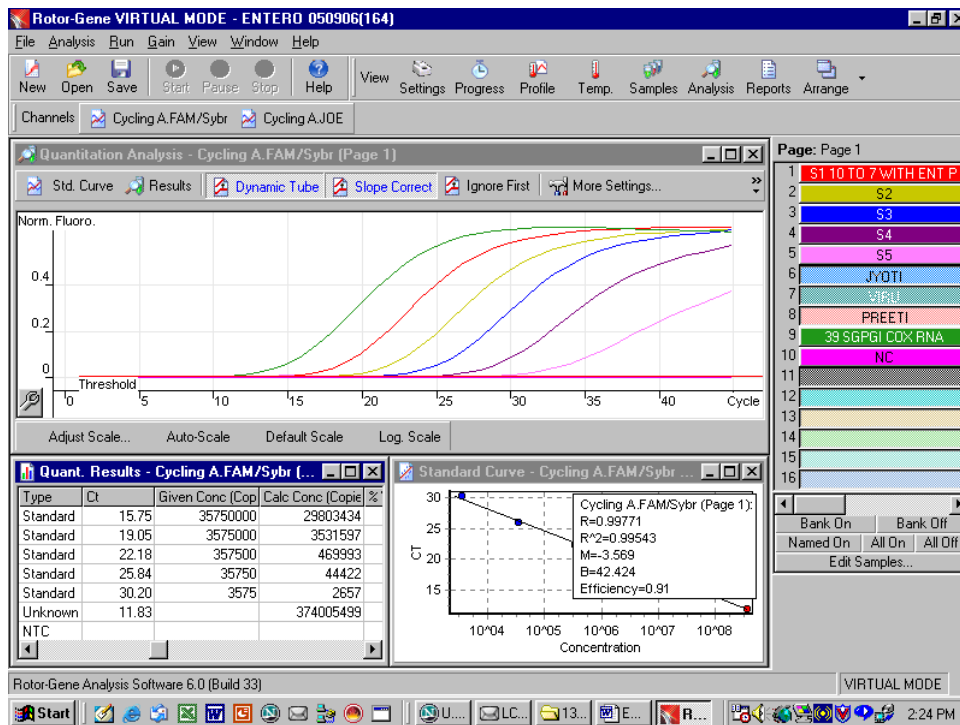 Rotor-Gene VIRTUAL MODE - ENTERO 050906(164)
File Analysis Run Gain View Window Help
New Open Save Start Pause Stop Help View Settings Progress Profile Temp. Samples Analysis Reports Arrange
Channels Cycling A.FAM/Sybr Cycling A.JOE
Quantitation Analysis - Cycling A.FAM/Sybr (Page 1)
Std. Curve Results Dynamic Tube Slope Correct Ignore First More Settings...
Norm. Fluoro.
0.4
0.2
0
Threshold
0 5 10 15 20 25 30 35 40 Cycle
Adjust Scale... Auto-Scale Default Scale Log. Scale
Page: Page 1
1 S1 10 TO 7 WITH ENT P
2 S2
3 S3
4 S4
5 S5
6 JYOTI
7 VIRU
8 PREETI
9 39 SGPGI COX RNA
10 NC
11
12
13
14
15
16
Bank On Bank Off
Named On All On All Off
Edit Samples...
Quant. Results - Cycling A.FAM/Sybr (...
Type Ct Given Conc (Cop Calc Conc (Copie %
Standard 15.75 35750000 29803434
Standard 19.05 3575000 3531597
Standard 22.18 357500 469993
Standard 25.84 35750 44422
Standard 30.20 3575 2657
Unknown 11.83 374005499
NTC
Standard Curve - Cycling A.FAM/Sybr ...
CT
30
25
20
15
Cycling A.FAM/Sybr (Page 1):
R=0.99771
R^2=0.99543
M=-3.569
B=42.424
Efficiency=0.91
10^04 10^05 10^06 10^07 10^08
Concentration
Rotor-Gene Analysis Software 6.0 (Build 33)
VIRTUAL MODE
Start U... LC... 13... E... R... 2:24 PM